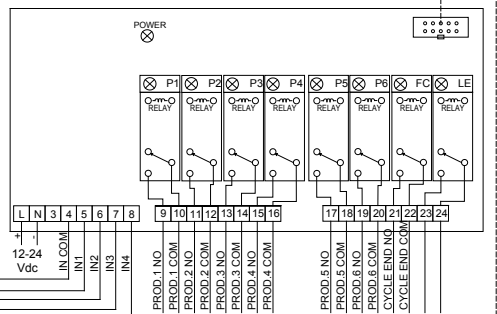 POWER
P1 P2 P3 P4 P5 P6 FC LE
RELAY RELAY RELAY RELAY RELAY RELAY RELAY RELAY
L N 3 4 5 6 7 8 9 10 11 12 13 14 15 16 17 18 19 20 21 22 23 24
+ -
12-24
Vdc
IN COM
IN1
IN2
IN3
IN4
PROD.1 NO
PROD.1 COM
PROD.2 NO
PROD.2 COM
PROD.3 NO
PROD.3 COM
PROD.4 NO
PROD.4 COM
PROD.5 NO
PROD.5 COM
PROD.6 NO
PROD.6 COM
CYCLE END NO
CYCLE END COM